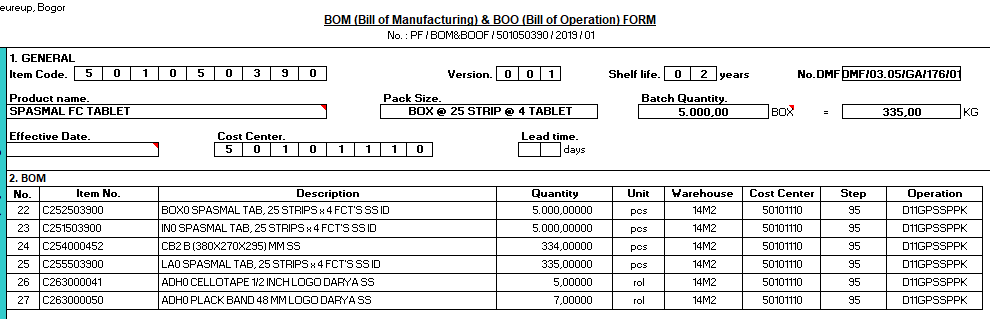 eureup, Bogor
BOM (Bill of Manufacturing) & BOO (Bill of Operation) FORM
No. : PF / BOM&BOOF / 501050390 / 2019 / 01
1. GENERAL
Item Code. 5 0 1 0 5 0 3 9 0 Version. 0 0 1 Shelf life. 0 2 years No.DMF DMF/03.05/GA/176/01
Product name. Pack Size. Batch Quantity.
SPASMAL FC TABLET BOX @ 25 STRIP @ 4 TABLET 5.000,00 BOX = 335,00 KG
Effective Date. Cost Center. Lead time.
5 0 1 0 1 1 1 0 days
2. BOM
No. Item No. Description Quantity Unit Warehouse Cost Center Step Operation
22 C252503900 BOX0 SPASMAL TAB, 25 STRIPS x 4 FCT'S SS ID 5.000,00000 pcs 14M2 50101110 95 D11GPSSPPK
23 C251503900 IN0 SPASMAL TAB, 25 STRIPS x 4 FCT'S SS ID 5.000,00000 pcs 14M2 50101110 95 D11GPSSPPK
24 C254000452 CB2 B (380X270X295) MM SS 334,00000 pcs 14M2 50101110 95 D11GPSSPPK
25 C255503900 LA0 SPASMAL TAB, 25 STRIPS x 4 FCT'S SS ID 335,00000 pcs 14M2 50101110 95 D11GPSSPPK
26 C263000041 ADH0 CELLOTAPE 1/2 INCH LOGO DARYA SS 5,00000 rol 14M2 50101110 95 D11GPSSPPK
27 C263000050 ADH0 PLACK BAND 48 MM LOGO DARYA SS 7,00000 rol 14M2 50101110 95 D11GPSSPPK